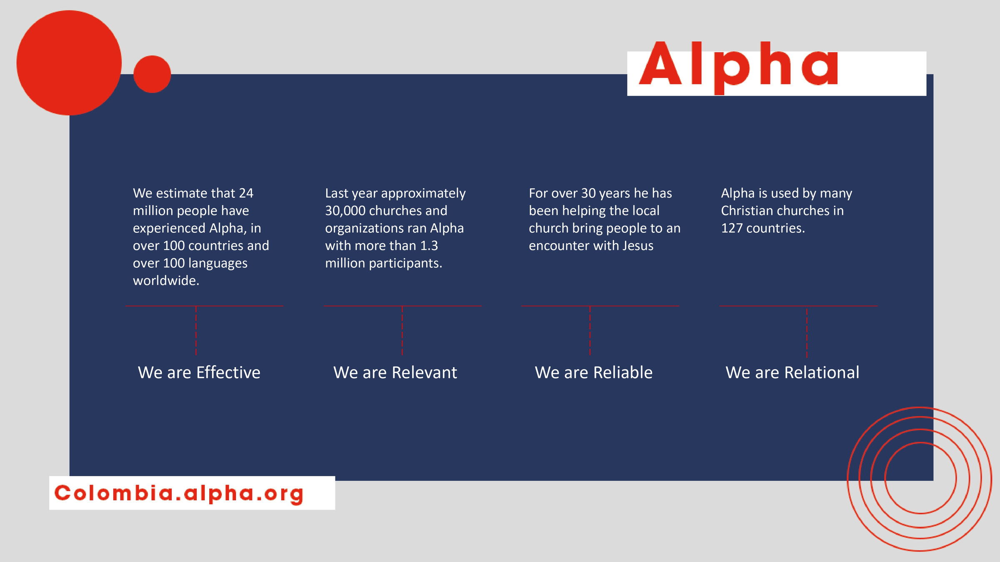 Alpha
We estimate that 24
million people have
experienced Alpha, in
over 100 countries and
over 100 languages
worldwide.
We are Effective
Last year approximately
30,000 churches and
organizations ran Alpha
with more than 1.3
million participants.
We are Relevant
For over 30 years he has
been helping the local
church bring people to an
encounter with Jesus
We are Reliable
Alpha is used by many
Christian churches in
127 countries.
We are Relational
Colombia.alpha.org